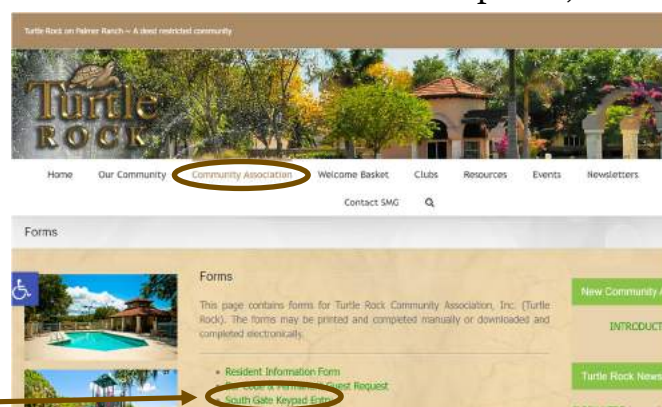 Turtle Rock on Palmer Ranch ~ A deed restricted community
Turtle
ROCK
Home Our Community Community Association Welcome Basket Clubs Resources Events Newsletters
Contact SMG
Forms
Forms
This page contains forms for Turtle Rock Community Association, Inc. (Turtle
Rock). The forms may be printed and completed manually or downloaded and
completed electronically.
Resident Information Form
Guest Request
South Gate Keypad Entry
New Community
INTRODUCT
Turtle Rock News